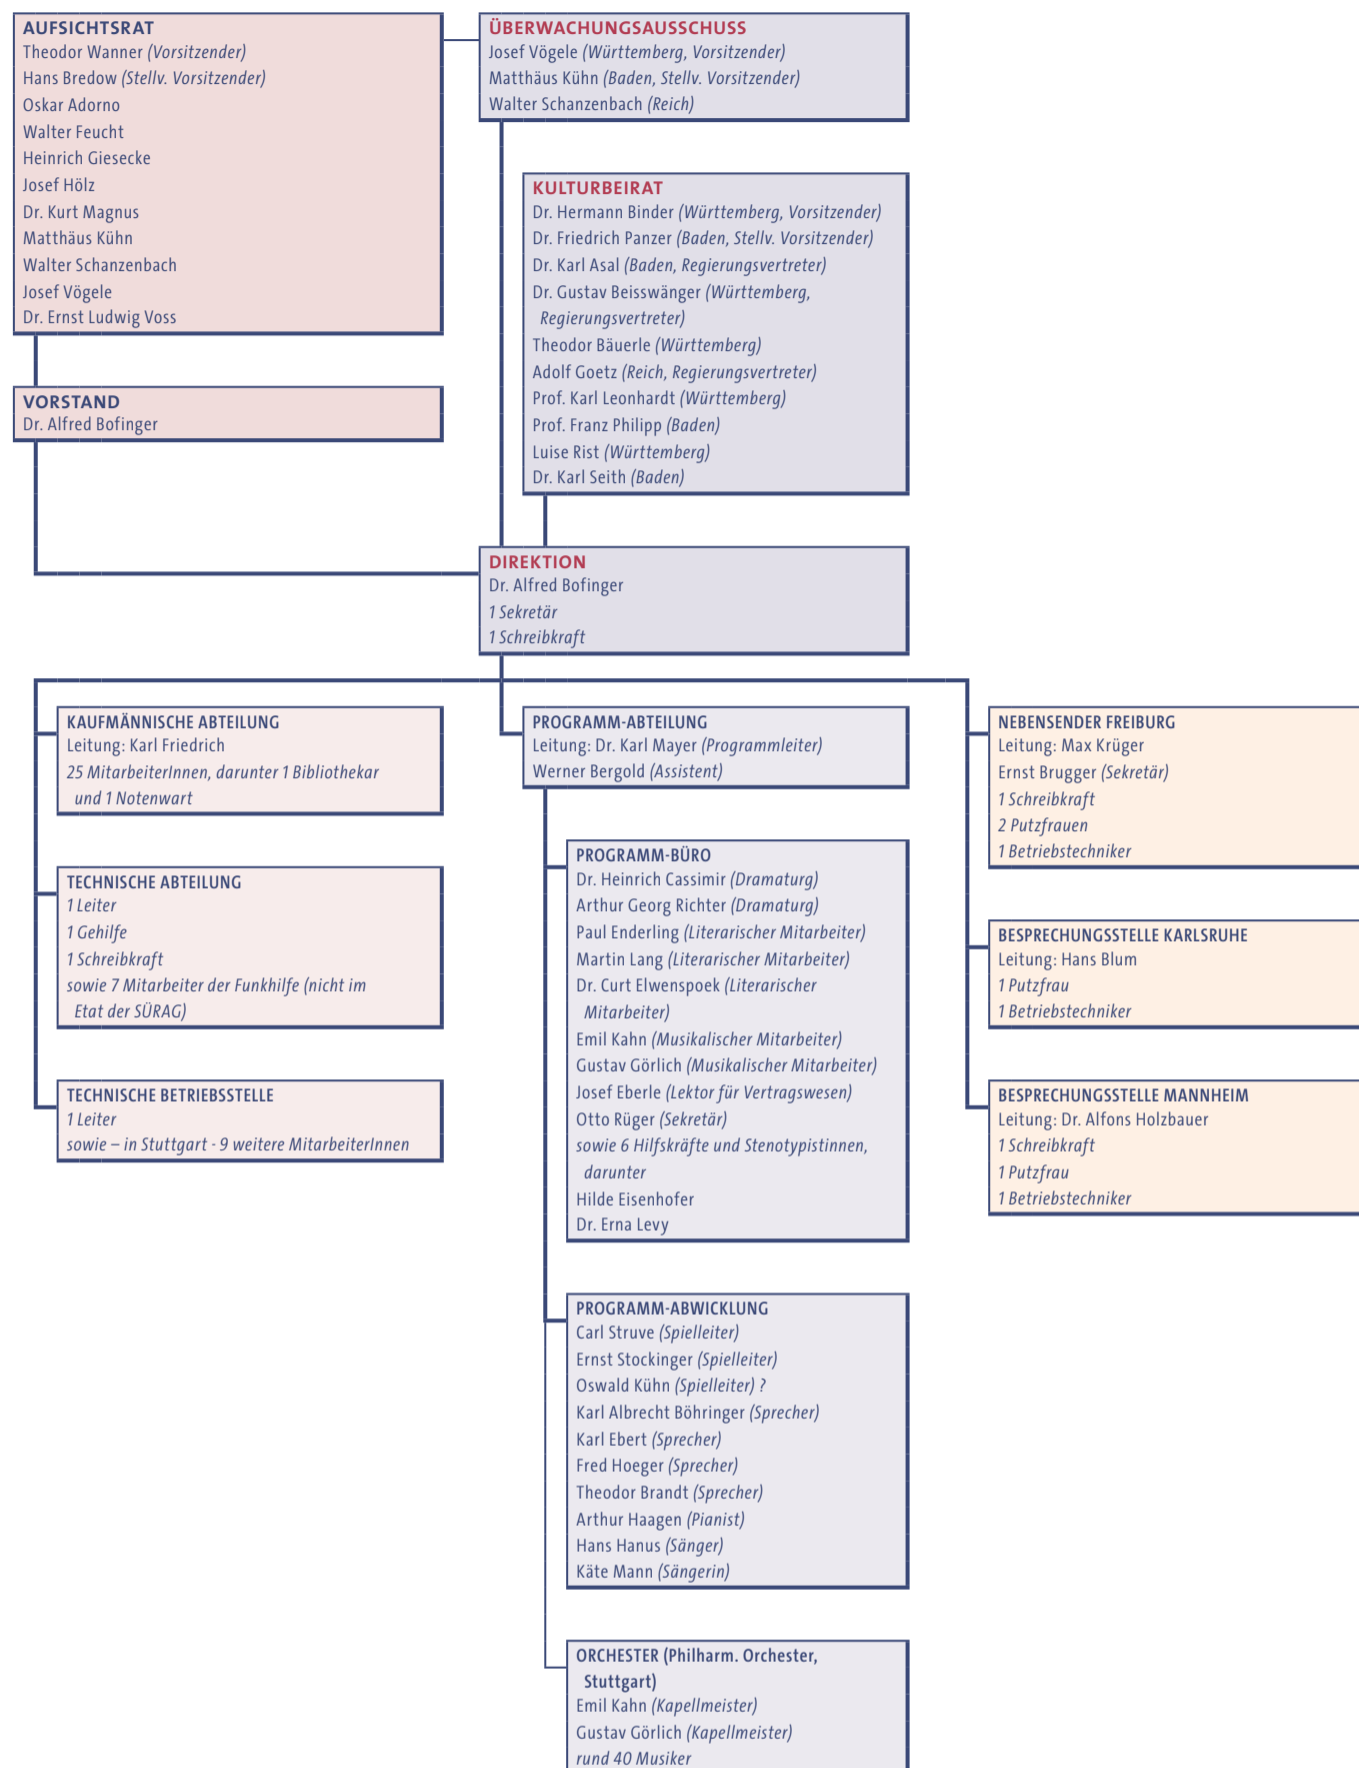 AUFSICHTSRAT
Theodor Wanner (Vorsitzender)
Hans Bredow (Stellv. Vorsitzender)
Oskar Adorno
Walter Feucht
Heinrich Giesecke
Josef Hölz
Dr. Kurt Magnus
Matthäus Kühn
Walter Schanzenbach
Josef Vögele
Dr. Ernst Ludwig Voss
ÜBERWACHUNGSAUSSCHUSS
Josef Vögele (Württemberg, Vorsitzender)
Matthäus Kühn (Baden, Stellv. Vorsitzender)
Walter Schanzenbach (Reich)
KULTURBEIRAT
Dr. Hermann Binder (Württemberg, Vorsitzender)
Dr. Friedrich Panzer (Baden, Stellv. Vorsitzender)
Dr. Karl Asal (Baden, Regierungsvertreter)
Dr. Gustav Beisswänger (Württemberg,
Regierungsvertreter)
Theodor Bäuerle (Württemberg)
Adolf Goetz (Reich, Regierungsvertreter)
Prof. Karl Leonhardt (Württemberg)
Prof. Franz Philipp (Baden)
Luise Rist (Württemberg)
Dr. Karl Seith (Baden)
VORSTAND
Dr. Alfred Bofinger
DIREKTION
Dr. Alfred Bofinger
1 Sekretär
1 Schreibkraft
KAUFMÄNNISCHE ABTEILUNG
Leitung: Karl Friedrich
25 MitarbeiterInnen, darunter 1 Bibliothekar
und 1 Notenwart
TECHNISCHE ABTEILUNG
1 Leiter
1 Gehilfe
1 Schreibkraft
sowie 7 Mitarbeiter der Funkhilfe (nicht im
Etat der SÜRAG)
TECHNISCHE BETRIEBSSTELLE
1 Leiter
sowie – in Stuttgart - 9 weitere MitarbeiterInnen
PROGRAMM-ABTEILUNG
Leitung: Dr. Karl Mayer (Programmleiter)
Werner Bergold (Assistent)
PROGRAMM-BÜRO
Dr. Heinrich Cassimir (Dramaturg)
Arthur Georg Richter (Dramaturg)
Paul Enderling (Literarischer Mitarbeiter)
Martin Lang (Literarischer Mitarbeiter)
Dr. Curt Elwenspoek (Literarischer
Mitarbeiter)
Emil Kahn (Musikalischer Mitarbeiter)
Gustav Görlich (Musikalischer Mitarbeiter)
Josef Eberle (Lektor für Vertragswesen)
Otto Rüger (Sekretär)
sowie 6 Hilfskräfte und Stenotypistinnen,
darunter
Hilde Eisenhofer
Dr. Erna Levy
PROGRAMM-ABWICKLUNG
Carl Struve (Spielleiter)
Ernst Stockinger (Spielleiter)
Oswald Kühn (Spielleiter) ?
Karl Albrecht Böhringer (Sprecher)
Karl Ebert (Sprecher)
Fred Hoeger (Sprecher)
Theodor Brandt (Sprecher)
Arthur Haagen (Pianist)
Hans Hanus (Sänger)
Käte Mann (Sängerin)
ORCHESTER (Philharm. Orchester,
Stuttgart)
Emil Kahn (Kapellmeister)
Gustav Görlich (Kapellmeister)
rund 40 Musiker
NEBENSENDER FREIBURG
Leitung: Max Krüger
Ernst Brugger (Sekretär)
1 Schreibkraft
2 Putzfrauen
1 Betriebstechniker
BESPRECHUNGSSTELLE KARLSRUHE
Leitung: Hans Blum
1 Putzfrau
1 Betriebstechniker
BESPRECHUNGSSTELLE MANNHEIM
Leitung: Dr. Alfons Holzbauer
1 Schreibkraft
1 Putzfrau
1 Betriebstechniker